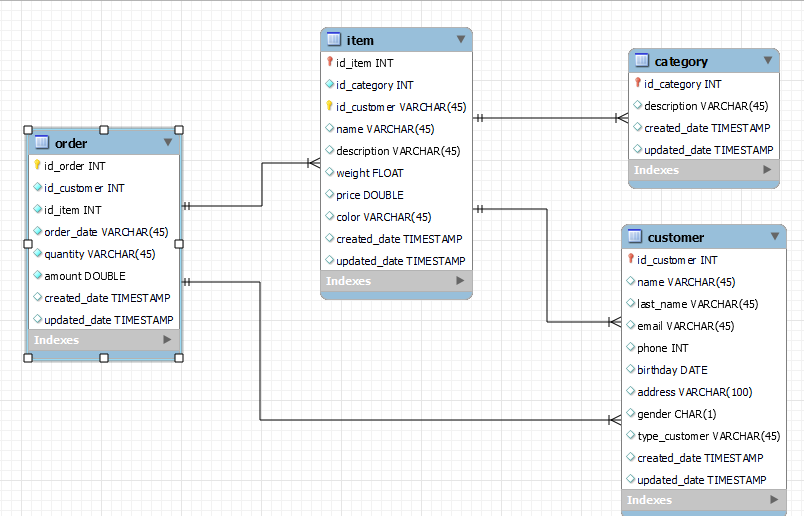 order
id_order INT
id_customer INT
id_item INT
order_date VARCHAR(45)
quantity VARCHAR(45)
amount DOUBLE
created_date TIMESTAMP
updated_date TIMESTAMP
Indexes
item
id_item INT
id_category INT
id_customer VARCHAR(45)
name VARCHAR(45)
description VARCHAR(45)
weight FLOAT
price DOUBLE
color VARCHAR(45)
created_date TIMESTAMP
updated_date TIMESTAMP
Indexes
category
id_category INT
description VARCHAR(45)
created_date TIMESTAMP
updated_date TIMESTAMP
Indexes
customer
id_customer INT
name VARCHAR(45)
last_name VARCHAR(45)
email VARCHAR(45)
phone INT
birthday DATE
address VARCHAR(100)
gender CHAR(1)
type_customer VARCHAR(45)
created_date TIMESTAMP
updated_date TIMESTAMP
Indexes